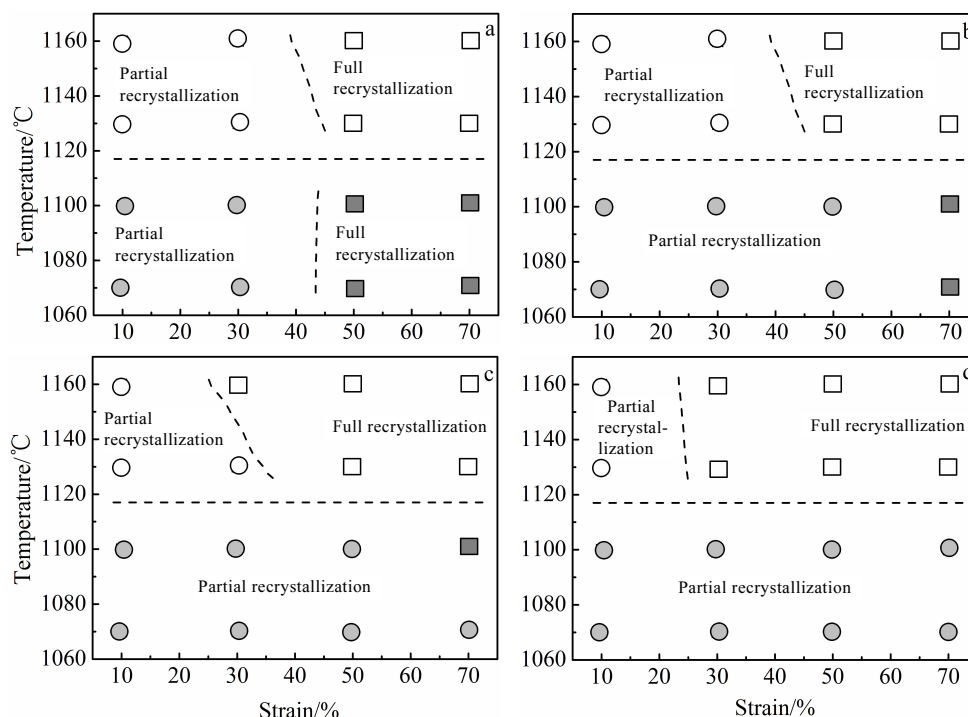 a
1160
1130
1120
1100
1080
1060
Temperature/℃
Partial
recrystallization
Full
recrystallization
Partial
recrystallization
Full
recrystallization
10 20 30 40 50 60 70
b
1160
1130
1120
1100
1080
1060
Partial
recrystallization
Full
recrystallization
Partial recrystallization
10 20 30 40 50 60 70
c
1160
1140
1120
1100
1080
1060
Temperature/℃
Partial
recrystallization
Full recrystallization
Partial recrystallization
10 20 30 40 50 60 70
Strain/%
d
1160
1140
1120
1100
1080
1060
Partial
recrystal-
lization
Full recrystallization
Partial recrystallization
10 20 30 40 50 60 70
Strain/%